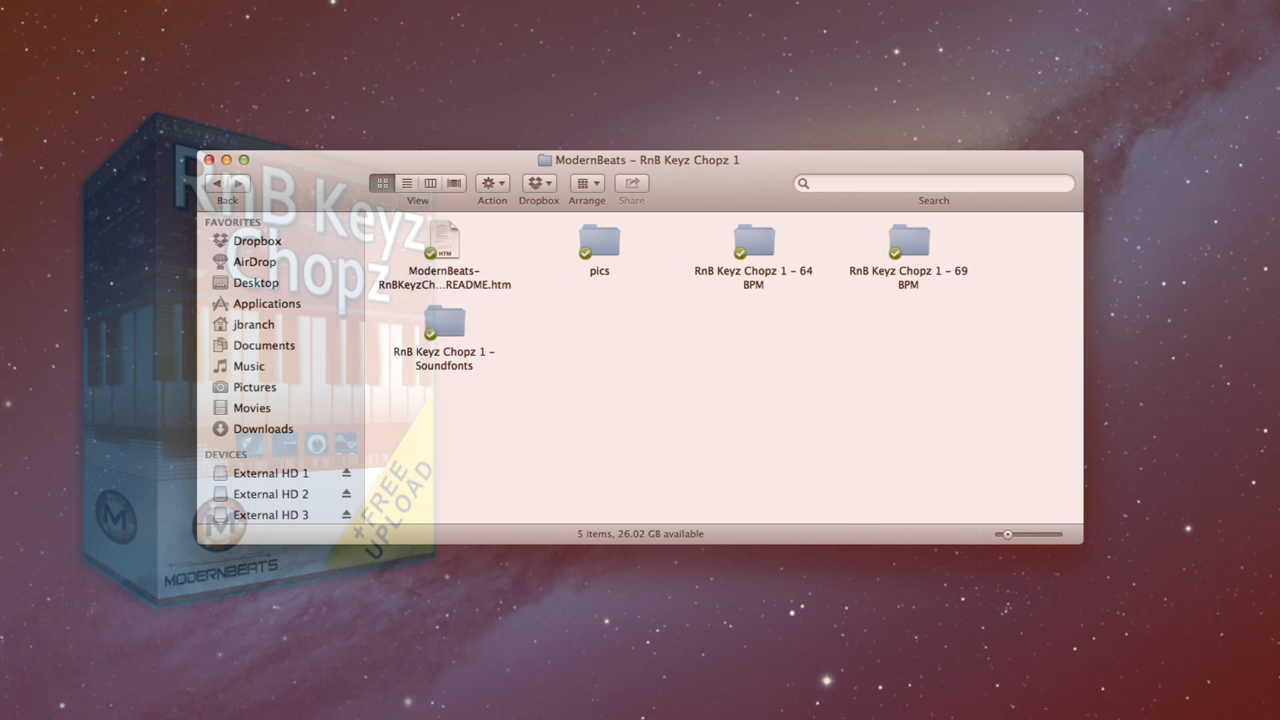 ModernBeats – RnB Keyz Chopz 1
Back
View
Action
Dropbox
Arrange
Share
Search
FAVORITES
Dropbox
AirDrop
Desktop
Applications
jbranch
Documents
Music
Pictures
Movies
Downloads
DEVICES
External HD 1
External HD 2
External HD 3
HTM
ModernBeats-
RnBKeyzCh...README.htm
pics
RnB Keyz Chopz 1 – 64
BPM
RnB Keyz Chopz 1 – 69
BPM
RnB Keyz Chopz 1 –
Soundfonts
5 items, 26.02 GB available
RnB Keyz
Chopz
+FREE
UPLOAD
M
M
MODERNBEATS